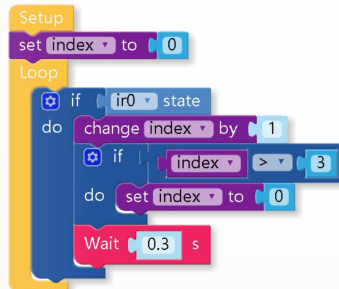 Setup
set index to 0
Loop
if ir0 state
do change index by 1
if index > 3
do set index to 0
Wait 0.3 s